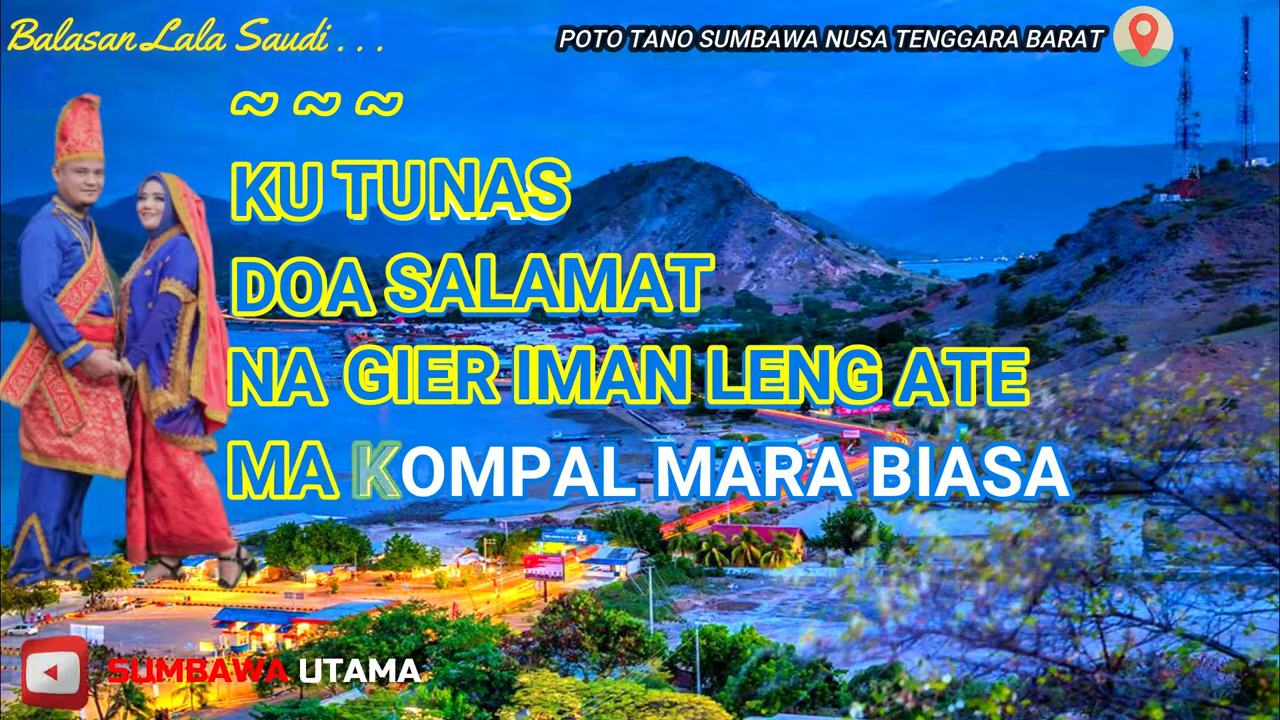 Balasan Lala Saudi . . .
POTO TANO SUMBAWA NUSA TENGGARA BARAT
~ ~ ~
KU TUNAS
DOA SALAMAT
NA GIER IMAN LENG ATE
MA KOMPAL MARA BIASA
SUMBAWA UTAMA